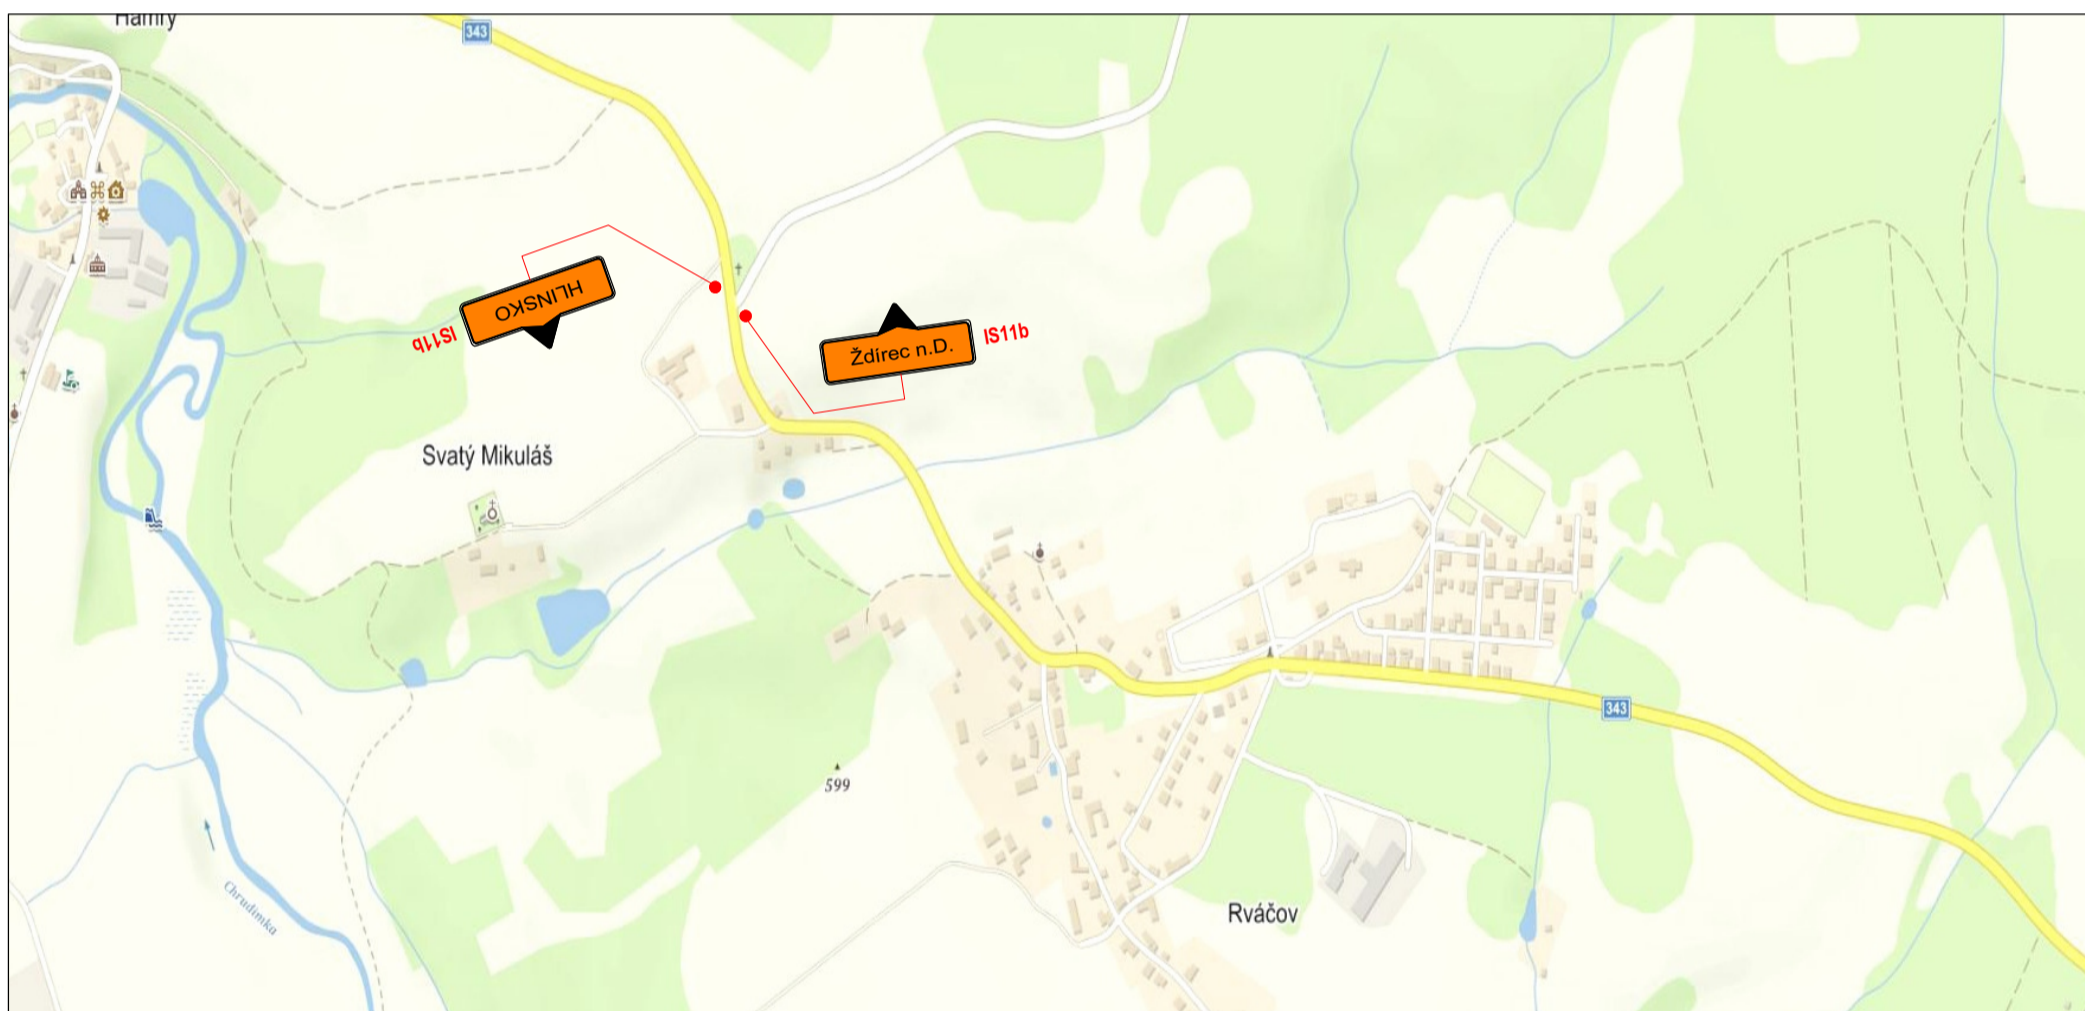 Hamry
343
HLINSKO
IS11b
Ždírec n.D.
IS11b
Svatý Mikuláš
343
599
Chrudimka
Rváčov